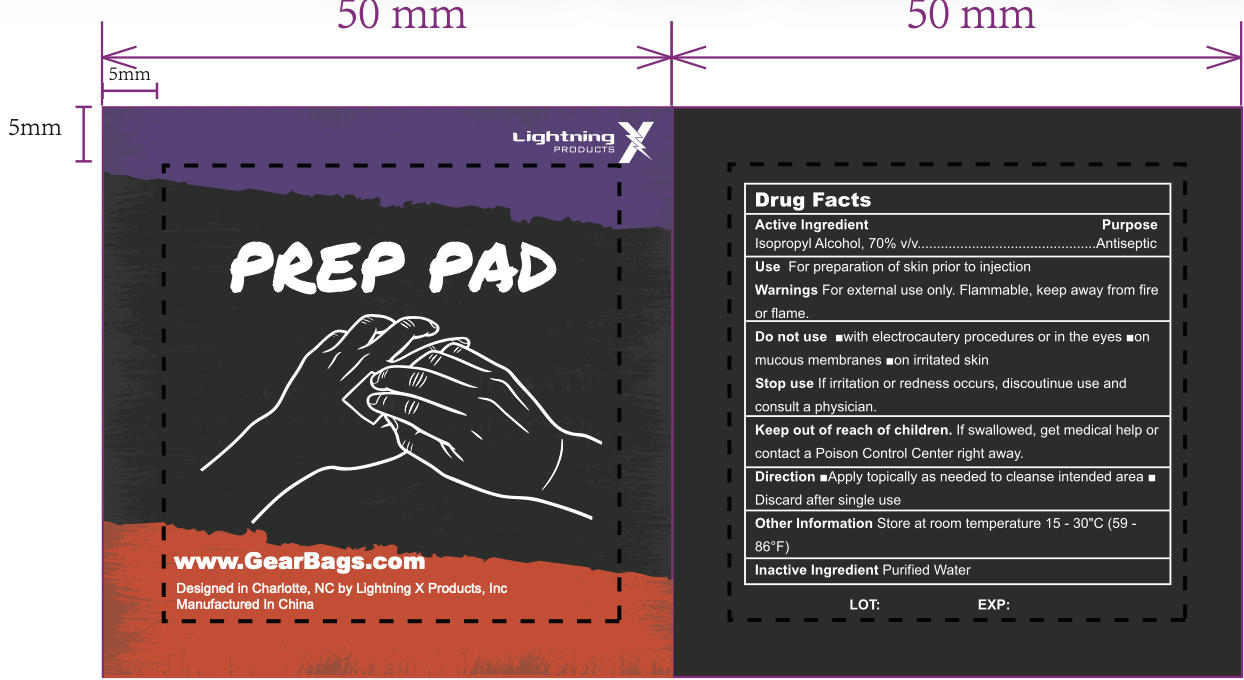 50 mm
50 mm
5mm
5mm
Lightning X
PRODUCTS
PREP PAD
www.GearBags.com
Designed in Charlotte, NC by Lightning X Products, Inc
Manufactured In China
Drug Facts
Active Ingredient Purpose
Isopropyl Alcohol, 70% v/v...............................................Antiseptic
Use For preparation of skin prior to injection
Warnings For external use only. Flammable, keep away from fire
or flame.
Do not use ■with electrocautery procedures or in the eyes ■on
mucous membranes ■on irritated skin
Stop use If irritation or redness occurs, discoutinue use and
consult a physician.
Keep out of reach of children. If swallowed, get medical help or
contact a Poison Control Center right away.
Direction ■Apply topically as needed to cleanse intended area ■
Discard after single use
Other Information Store at room temperature 15 - 30"C (59 -
86°F)
Inactive Ingredient Purified Water
LOT: EXP: